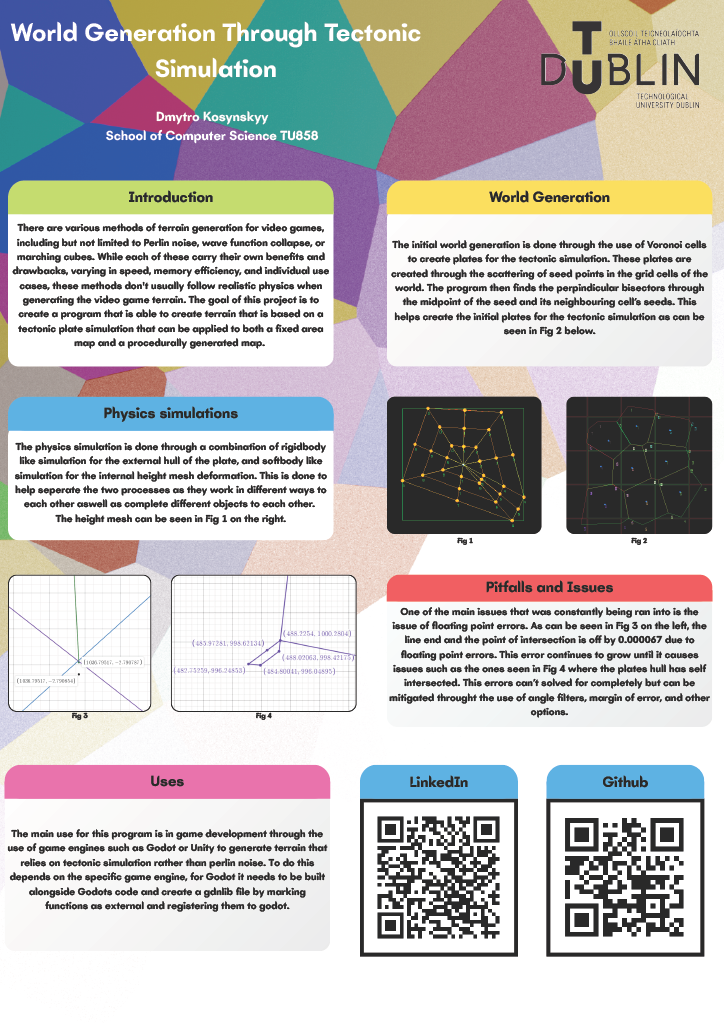 World Generation Through Tectonic
Simulation
Dmytro Kosynskyy
School of Computer Science TU858
OLLSCOIL TEICNEOLAÍOCHTA
BHAILE ÁTHA CLIATH
TU DUBLIN
TECHNOLOGICAL
UNIVERSITY DUBLIN
Introduction
There are various methods of terrain generation for video games,
including but not limited to Perlin noise, wave function collapse, or
marching cubes. While each of these carry their own benefits and
drawbacks, varying in speed, memory efficiency, and individual use
cases, these methods don't usually follow realistic physics when
generating the video game terrain. The goal of this project is to
create a program that is able to create terrain that is based on a
tectonic plate simulation that can be applied to both a fixed area
map and a procedurally generated map.
World Generation
The initial world generation is done through the use of Voronoi cells
to create plates for the tectonic simulation. These plates are
created through the scattering of seed points in the grid cells of the
world. The program then finds the perpindicular bisectors through
the midpoint of the seed and its neighbouring cell's seeds. This
helps create the initial plates for the tectonic simulation as can be
seen in Fig 2 below.
Physics simulations
The physics simulation is done through a combination of rigidbody
like simulation for the external hull of the plate, and softbody like
simulation for the internal height mesh deformation. This is done to
help seperate the two processes as they work in different ways to
each other aswell as complete different objects to each other.
The height mesh can be seen in Fig 1 on the right.
Fig 1
Fig 2
(488.2254, 1000.2804)
(485.97281, 998.62134)
(488.02063, 998.42177)
(482.75259, 996.24853)
(484.80041, 996.04895)
Fig 3
Fig 4
Pitfalls and Issues
One of the main issues that was constantly being ran into is the
issue of floating point errors. As can be seen in Fig 3 on the left, the
line end and the point of intersection is off by 0.000067 due to
floating point errors. This error continues to grow until it causes
issues such as the ones seen in Fig 4 where the plates hull has self
intersected. This errors can't solved for completely but can be
mitigated throught the use of angle filters, margin of error, and other
options.
Uses
The main use for this program is in game development through the
use of game engines such as Godot or Unity to generate terrain that
relies on tectonic simulation rather than perlin noise. To do this
depends on the specific game engine, for Godot it needs to be built
alongside Godots code and create a gdnlib file by marking
functions as external and registering them to godot.
LinkedIn
Github